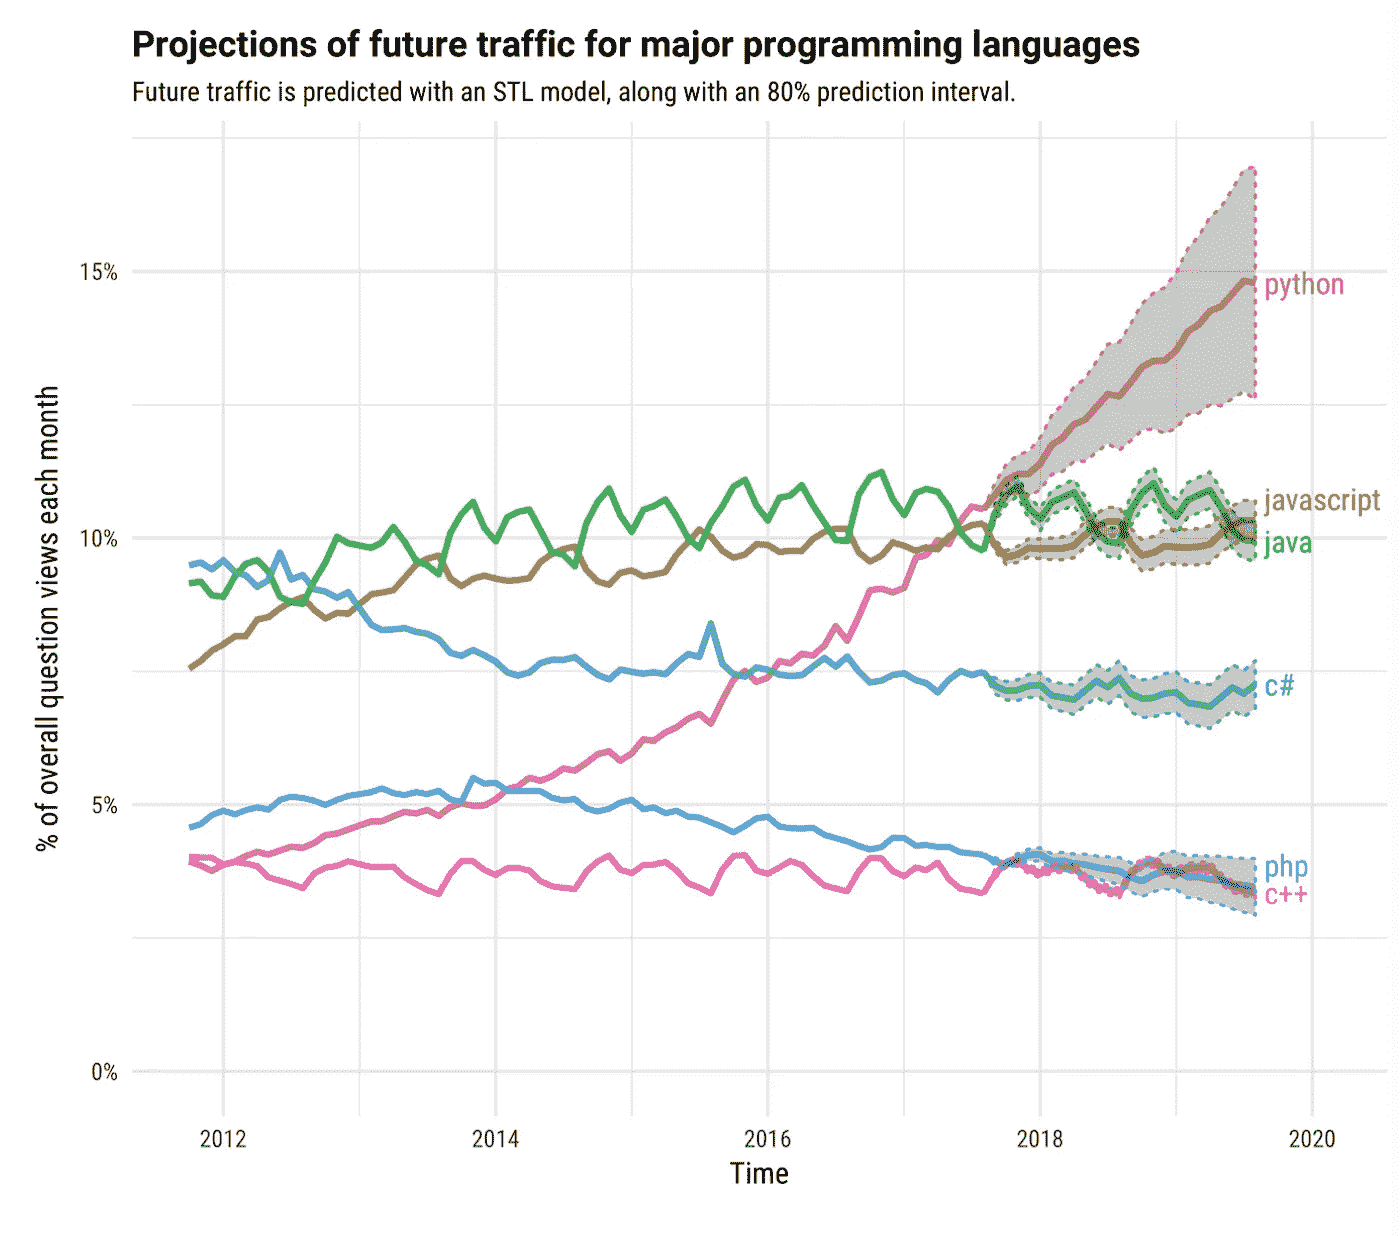 Projections of future traffic for major programming languages
Future traffic is predicted with an STL model, along with an 80% prediction interval.
% of overall question views each month
15%
10%
5%
0%
python
javascript
java
c#
php
c++
2012
2014
2016
2018
2020
Time